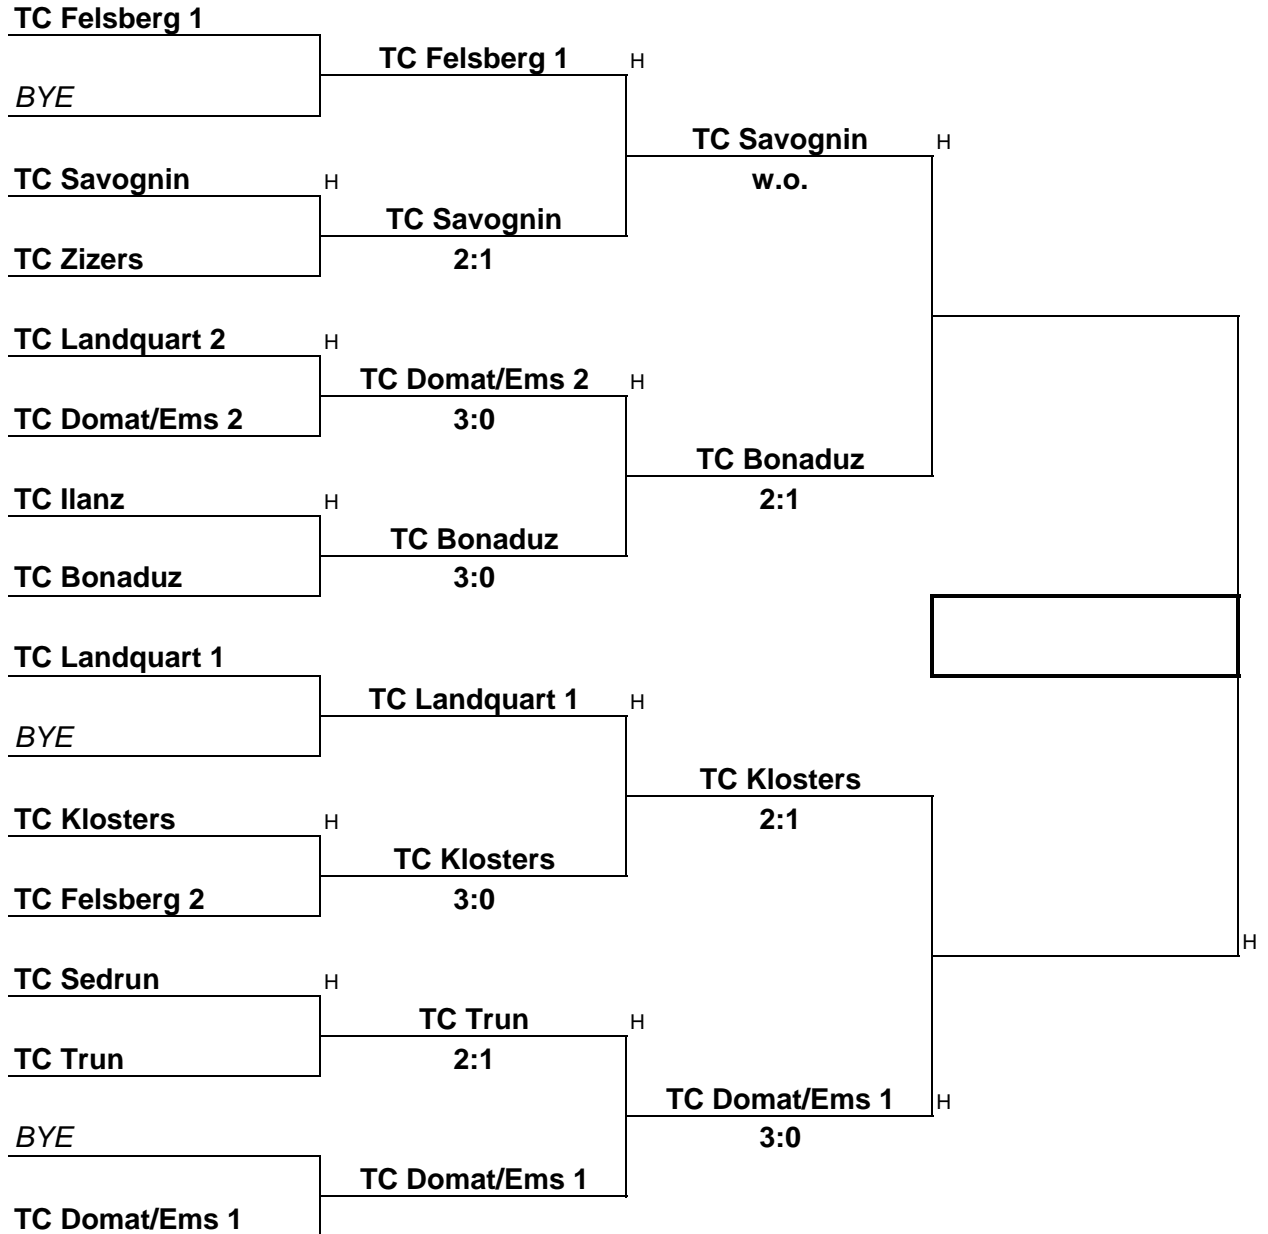 TC Felsberg 1
TC Felsberg 1 H
BYE
TC Savognin H
TC Savognin H
w.o.
TC Savognin
TC Zizers
2:1
TC Landquart 2 H
TC Domat/Ems 2 H
TC Domat/Ems 2
3:0
TC Bonaduz
TC Ilanz H
2:1
TC Bonaduz
TC Bonaduz
3:0
TC Landquart 1
TC Landquart 1 H
BYE
TC Klosters
TC Klosters H
2:1
TC Klosters
TC Felsberg 2
3:0
H
TC Sedrun H
TC Trun H
TC Trun
2:1
TC Domat/Ems 1 H
BYE
3:0
TC Domat/Ems 1
TC Domat/Ems 1